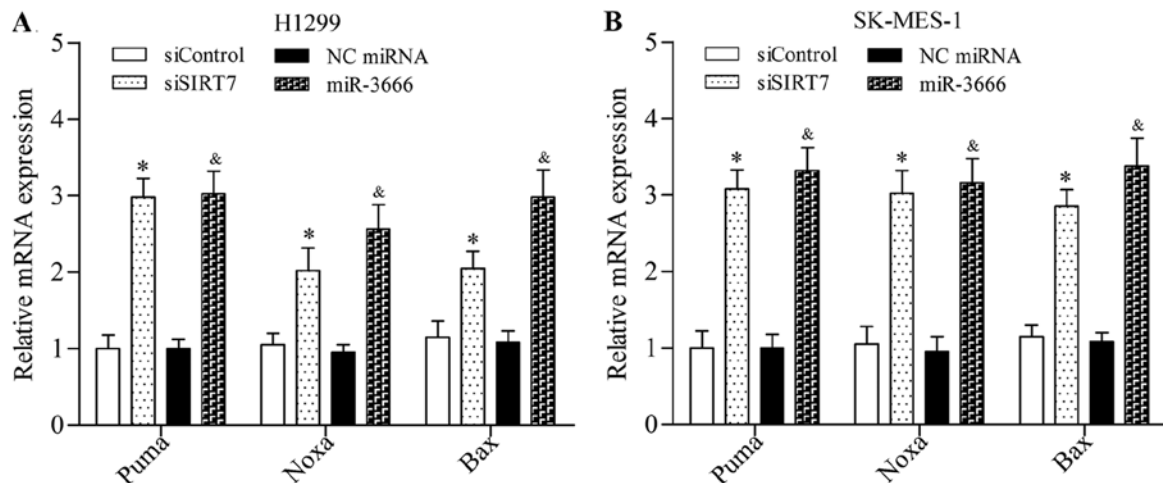 A H1299
siControl NC miRNA
siSIRT7 miR-3666
Relative mRNA expression
5
4
3
2
1
0
* & * & * &
Puma Noxa Bax
B SK-MES-1
siControl NC miRNA
siSIRT7 miR-3666
Relative mRNA expression
5
4
3
2
1
0
* & * & * &
Puma Noxa Bax